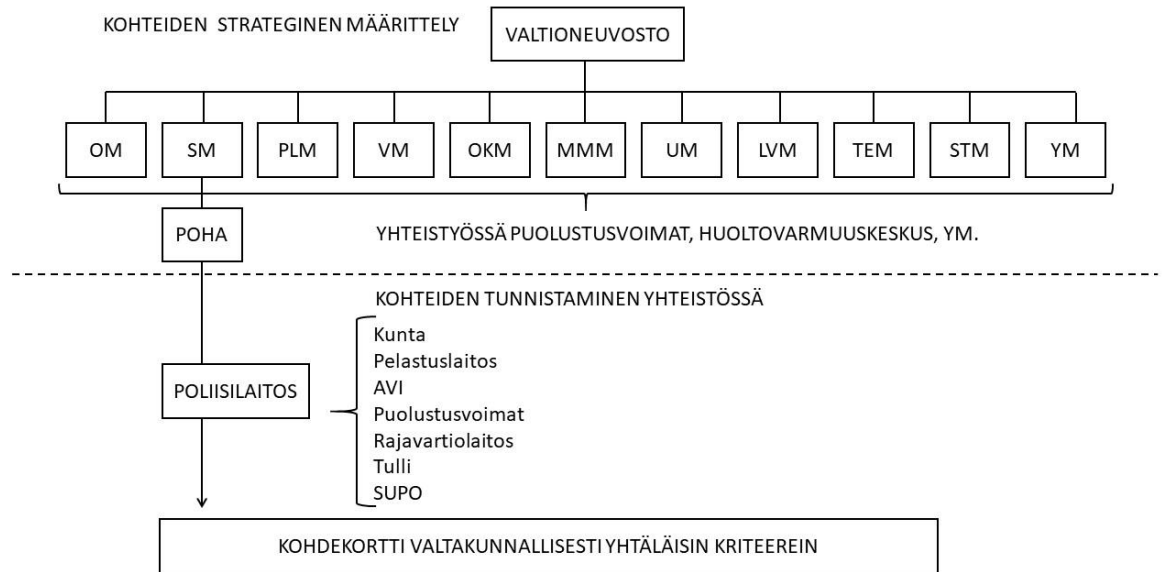 KOHTEIDEN STRATEGINEN MÄÄRITTELY
VALTIONEUVOSTO
OM
SM
PLM
VM
OKM
MMM
UM
LVM
TEM
STM
YM
POHA
YHTEISTYÖSSÄ PUOLUSTUSVOIMAT, HUOLTOVARMUUSKESKUS, YM.
KOHTEIDEN TUNNISTAMINEN YHTEISTÖSSÄ
POLIISILAITOS
Kunta
Pelastuslaitos
AVI
Puolustusvoimat
Rajavartiolaitos
Tulli
SUPO
KOHDEKORTTI VALTAKUNNALLISESTI YHTÄLÄISIN KRITEEREIN